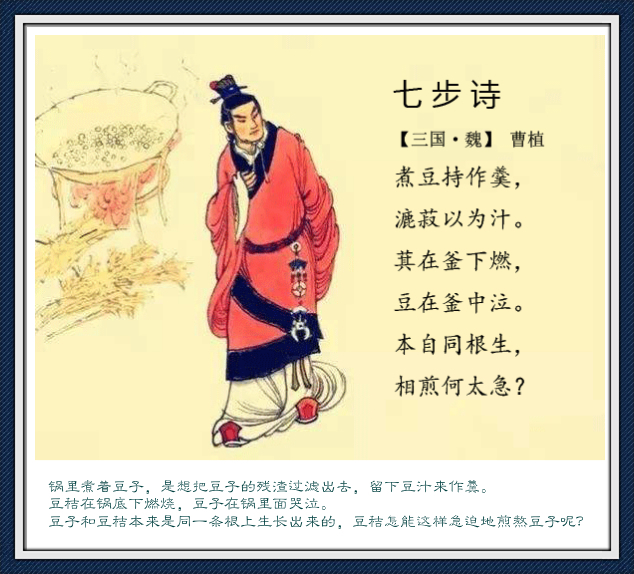 七步诗
【三国·魏】 曹植
煮豆持作羹，
漉菽以为汁。
萁在釜下燃，
豆在釜中泣。
本自同根生，
相煎何太急？
锅里煮着豆子，是想把豆子的残渣过滤出去，留下豆汁来作羹。
豆秸在锅底下燃烧，豆子在锅里面哭泣。
豆子和豆秸本来是同一条根上生长出来的，豆秸怎能这样急迫地煎熬豆子呢？